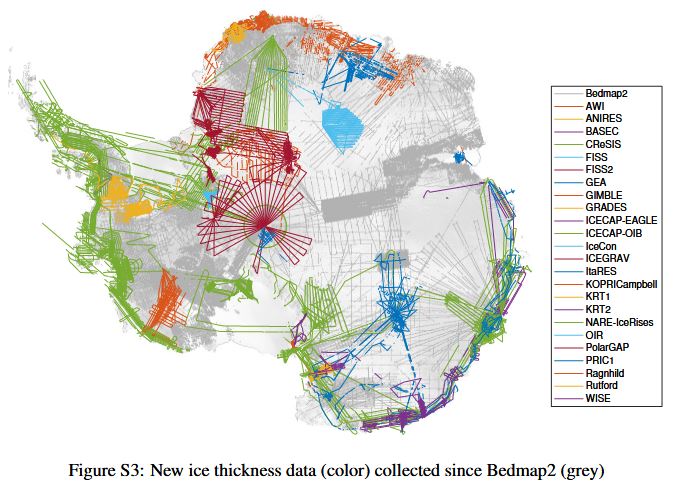 Bedmap2
AWI
ANIRES
BASEC
CReSIS
FISS
FISS2
GEA
GIMBLE
GRADES
ICECAP-EAGLE
ICECAP-OIB
IceCon
ICEGRAV
ItaRES
KOPRICampbell
KRT1
KRT2
NARE-IceRises
OIR
PolarGAP
PRIC1
Ragnhild
Rutford
WISE
Figure S3: New ice thickness data (color) collected since Bedmap2 (grey)